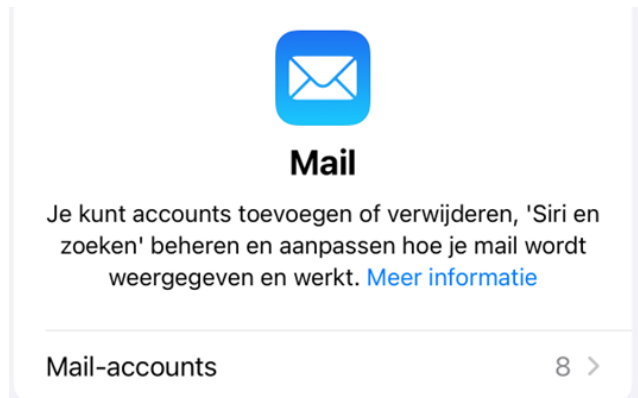 Mail
Je kunt accounts toevoegen of verwijderen, 'Siri en
zoeken' beheren en aanpassen hoe je mail wordt
weergegeven en werkt. Meer informatie
Mail-accounts 8